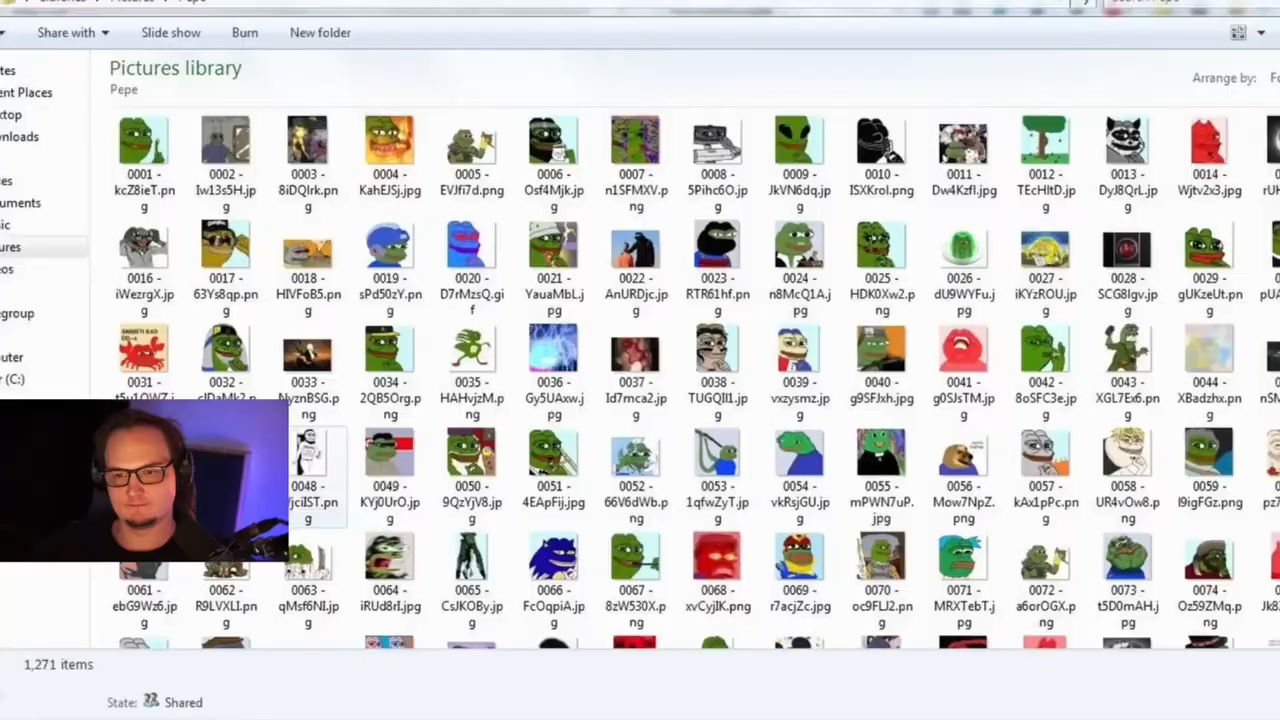 Share with
Slide show
Burn
New folder
Pictures library
Pepe
Arrange by:
ent Places
0001 - kcZ8ieT.png
0002 - Iw13s5H.jpg
0003 - 8iDQlrk.png
0004 - KahEJSj.jpg
0005 - EVJfi7d.png
0006 - Osf4Mjk.jpg
0007 - n1SFMXV.png
0008 - 5Pihc6O.jpg
0009 - JkVN6dq.jpg
0010 - ISXKroI.png
0011 - Dw4KzfI.jpg
0012 - TEcHltD.jpg
0013 - DyJ8QrL.jpg
0014 - Wjtv2x3.jpg
0016 - iWezrgX.jpg
0017 - 63Ys8qp.png
0018 - HIVFoB5.png
0019 - sPd50zY.png
0020 - D7rMzsQ.gif
0021 - YauaMbL.jpg
0022 - AnURDjc.jpg
0023 - RTR61hf.png
0024 - n8McQ1A.jpg
0025 - HDK0Xw2.png
0026 - dU9WYFu.jpg
0027 - iKYzROU.jpg
0028 - SCG8Igv.jpg
0029 - gUKzeUt.png
0031 -
0032 -
0033 - NyznBSG.png
0034 - 2QB5Org.png
0035 - HAHvjzM.png
0036 - Gy5UAxw.jpg
0037 - Id7mca2.jpg
0038 - TUGQIl1.jpg
0039 - vxzysmz.jpg
0040 - g9SFJxh.jpg
0041 - g0SJsTM.jpg
0042 - 8oSFC3e.jpg
0043 - XGL7Ex6.png
0044 - XBadzhx.png
0048 -
0049 - KYj0UrO.jpg
0050 - 9QzYjV8.jpg
0051 - 4EApFij.jpg
0052 - 66V6dWb.png
0053 - 1qfwZyT.jpg
0054 - vkRsjGU.jpg
0055 - mPWN7uP.jpg
0056 - Mow7NpZ.png
0057 - kAx1pPc.png
0058 - UR4vOw8.png
0059 - l9igFGz.png
0061 - ebG9Wz6.jpg
0062 - R9LVXLI.png
0063 - qMsf6NI.jpg
0064 - iRUd8rI.jpg
0065 - CsJKOBy.jpg
0066 - FcOqpiA.jpg
0067 - 8zW530X.png
0068 - xvCyjIK.png
0069 - r7acjZc.jpg
0070 - oc9FLJ2.png
0071 - MRXTebT.jpg
0072 - a6orOGX.png
0073 - t5D0mAH.jpg
0074 - Oz59ZMq.png
1,271 items
State: Shared